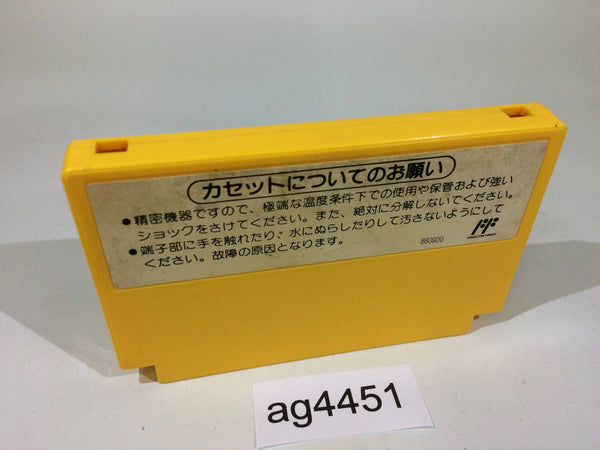 カセットについてのお願い
●精密機器ですので、極端な温度条件下での使用や保管および強い
ショックをさけてください。また、絶対に分解しないでください。
●端子部に手を触れたり、水にぬらしたりして汚さないようにして
ください。故障の原因となります。
880920
ag4451